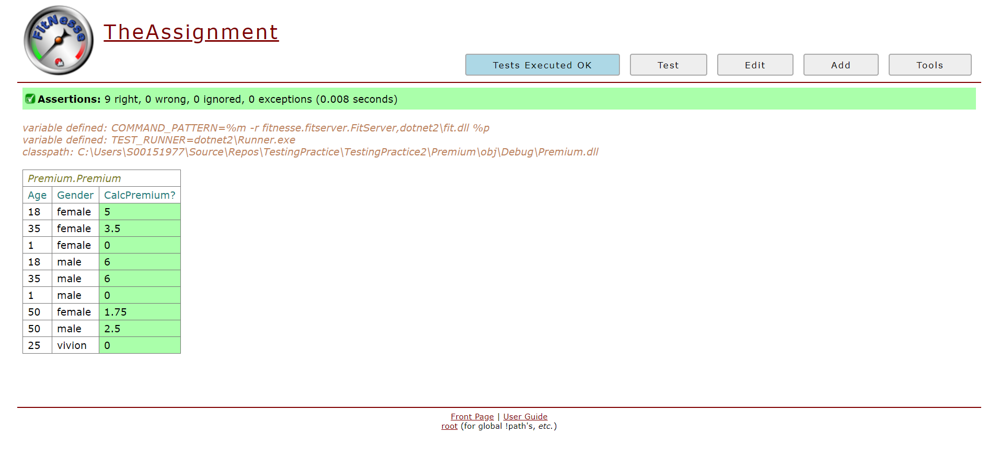 FitNesse
TheAssignment
Tests Executed OK
Test
Edit
Add
Tools
Assertions: 9 right, 0 wrong, 0 ignored, 0 exceptions (0.008 seconds)
variable defined: COMMAND_PATTERN=%m -r fitnesse.fitserver.FitServer,dotnet2\fit.dll %p
variable defined: TEST_RUNNER=dotnet2\Runner.exe
classpath: C:\Users\S00151977\Source\Repos\TestingPractice\TestingPractice2\Premium\obj\Debug\Premium.dll
Premium.Premium
Age Gender CalcPremium?
18 female 5
35 female 3.5
1 female 0
18 male 6
35 male 6
1 male 0
50 female 1.75
50 male 2.5
25 vivion 0
Front Page | User Guide
root (for global !path's, etc.)